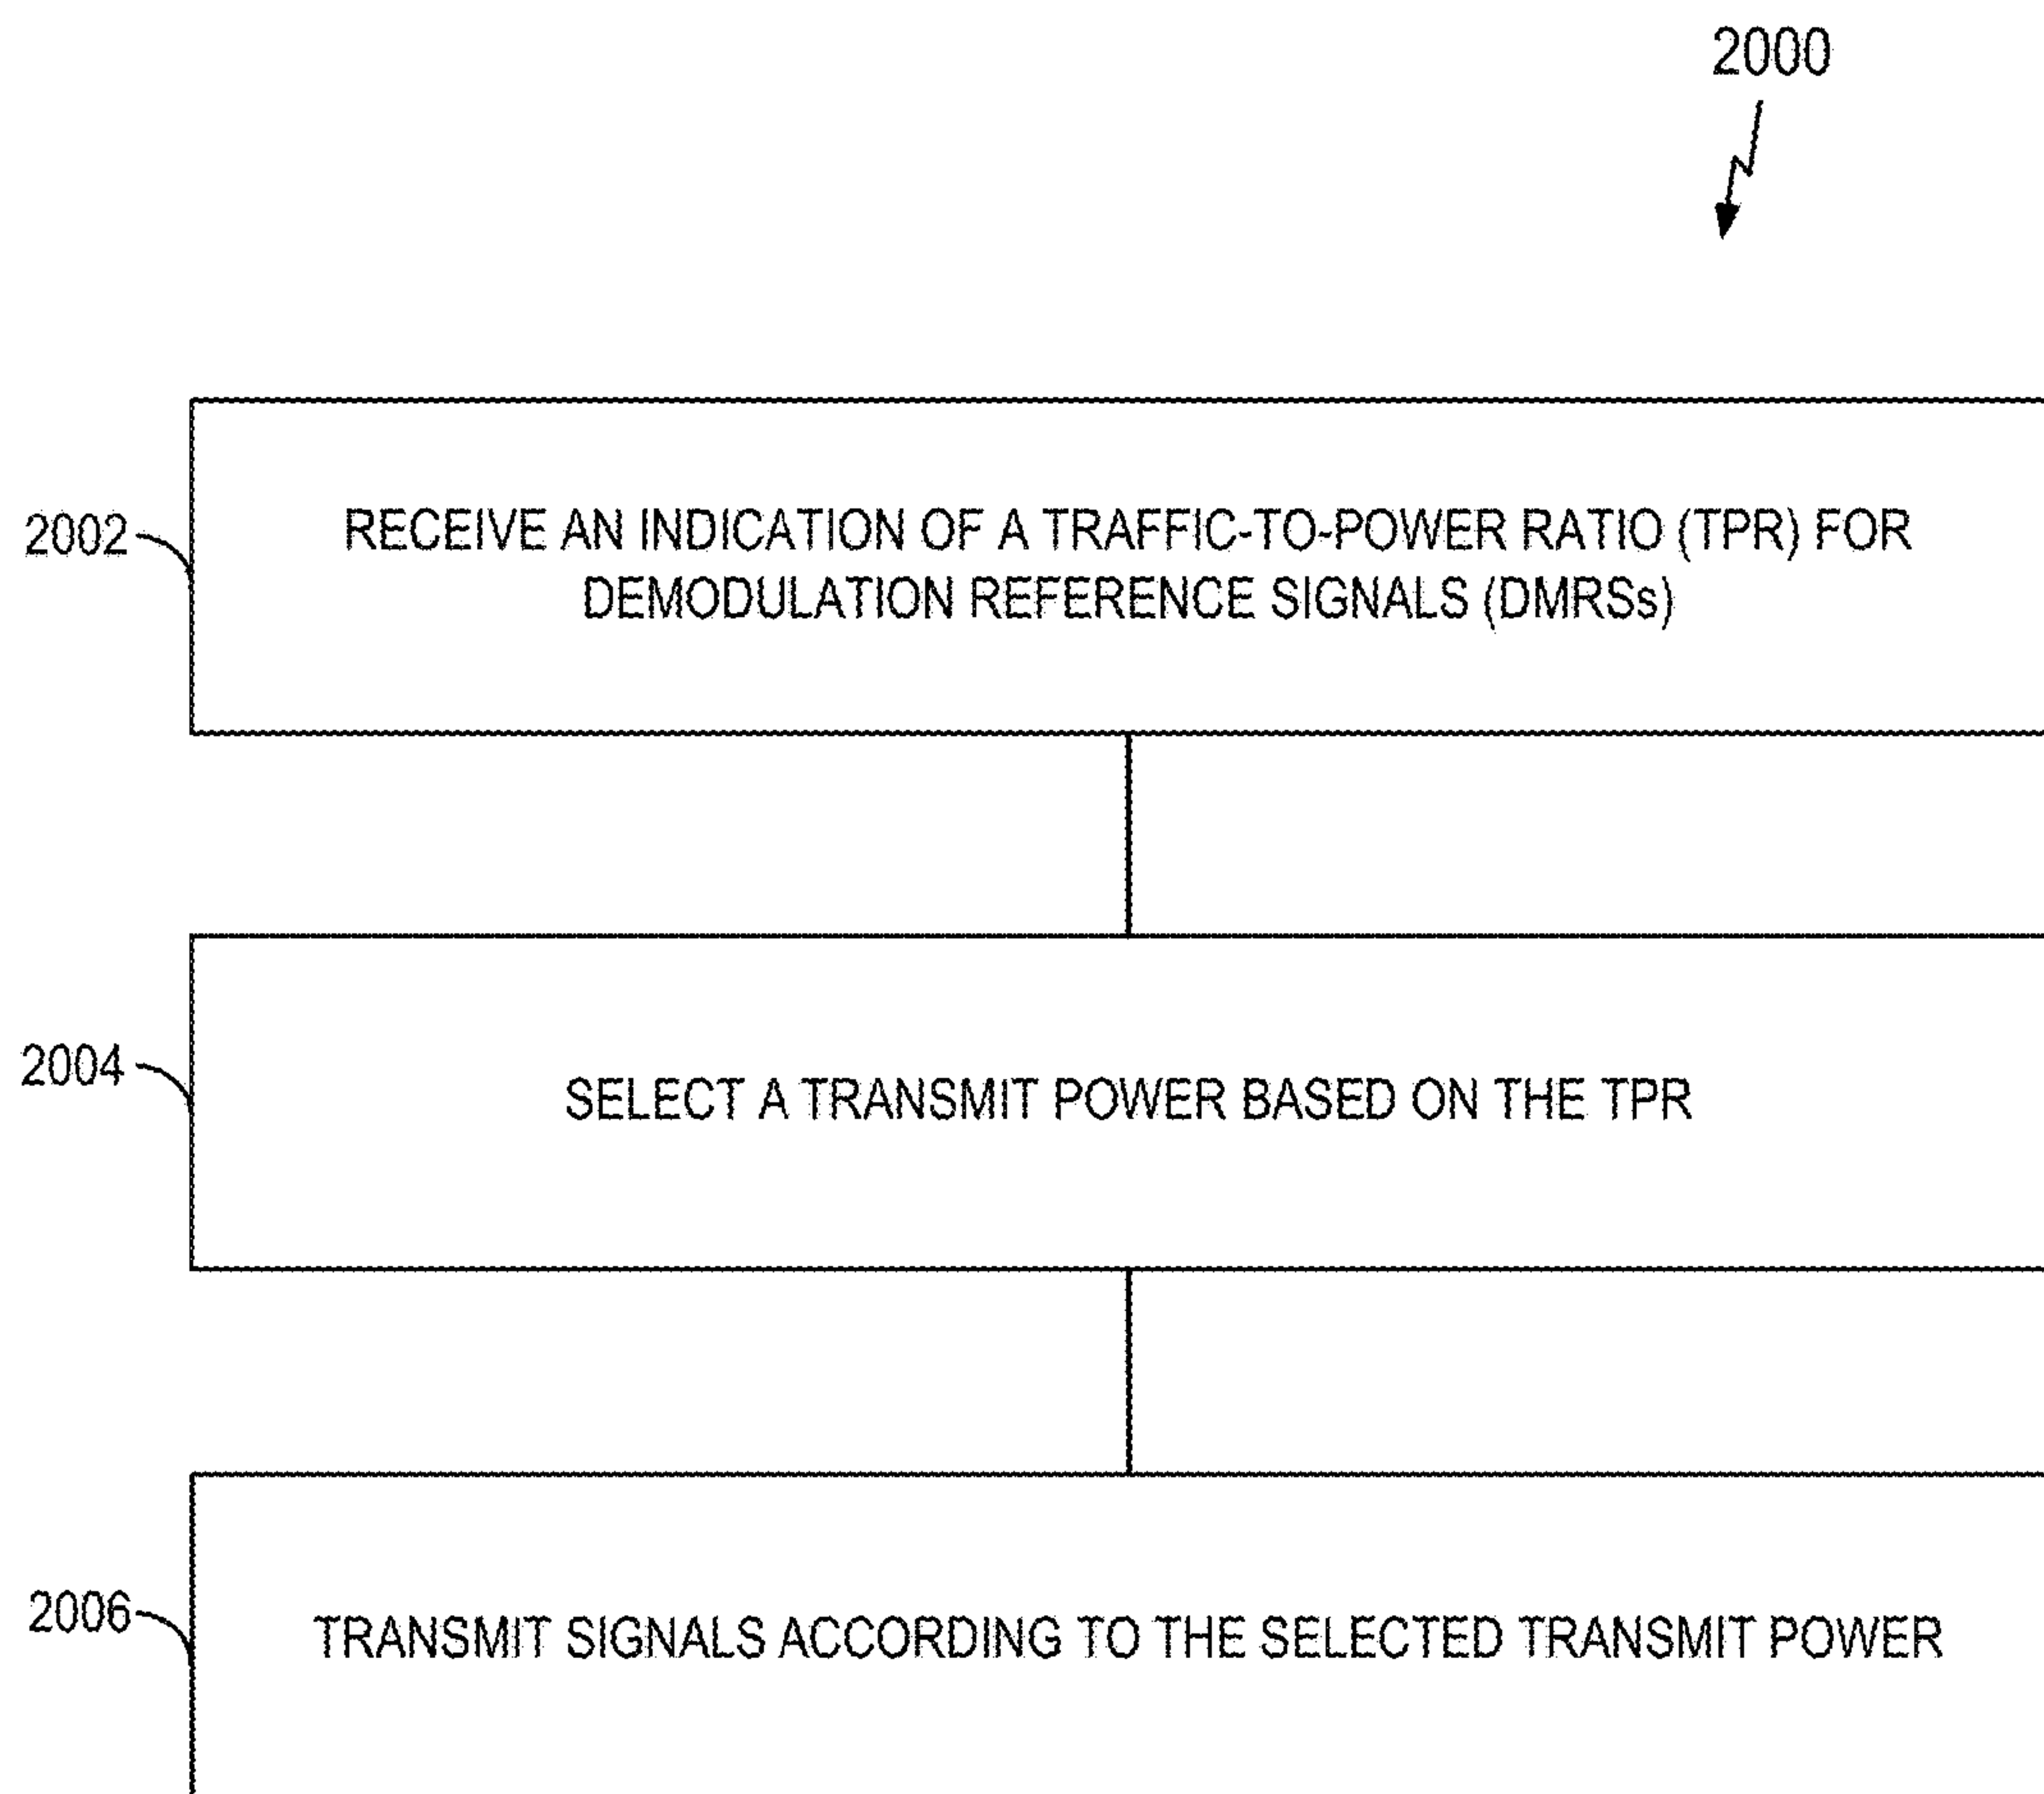 2000
2002
RECEIVE AN INDICATION OF A TRAFFIC-TO-POWER RATIO (TPR) FOR
DEMODULATION REFERENCE SIGNALS (DMRSs)
2004
SELECT A TRANSMIT POWER BASED ON THE TPR
2006
TRANSMIT SIGNALS ACCORDING TO THE SELECTED TRANSMIT POWER